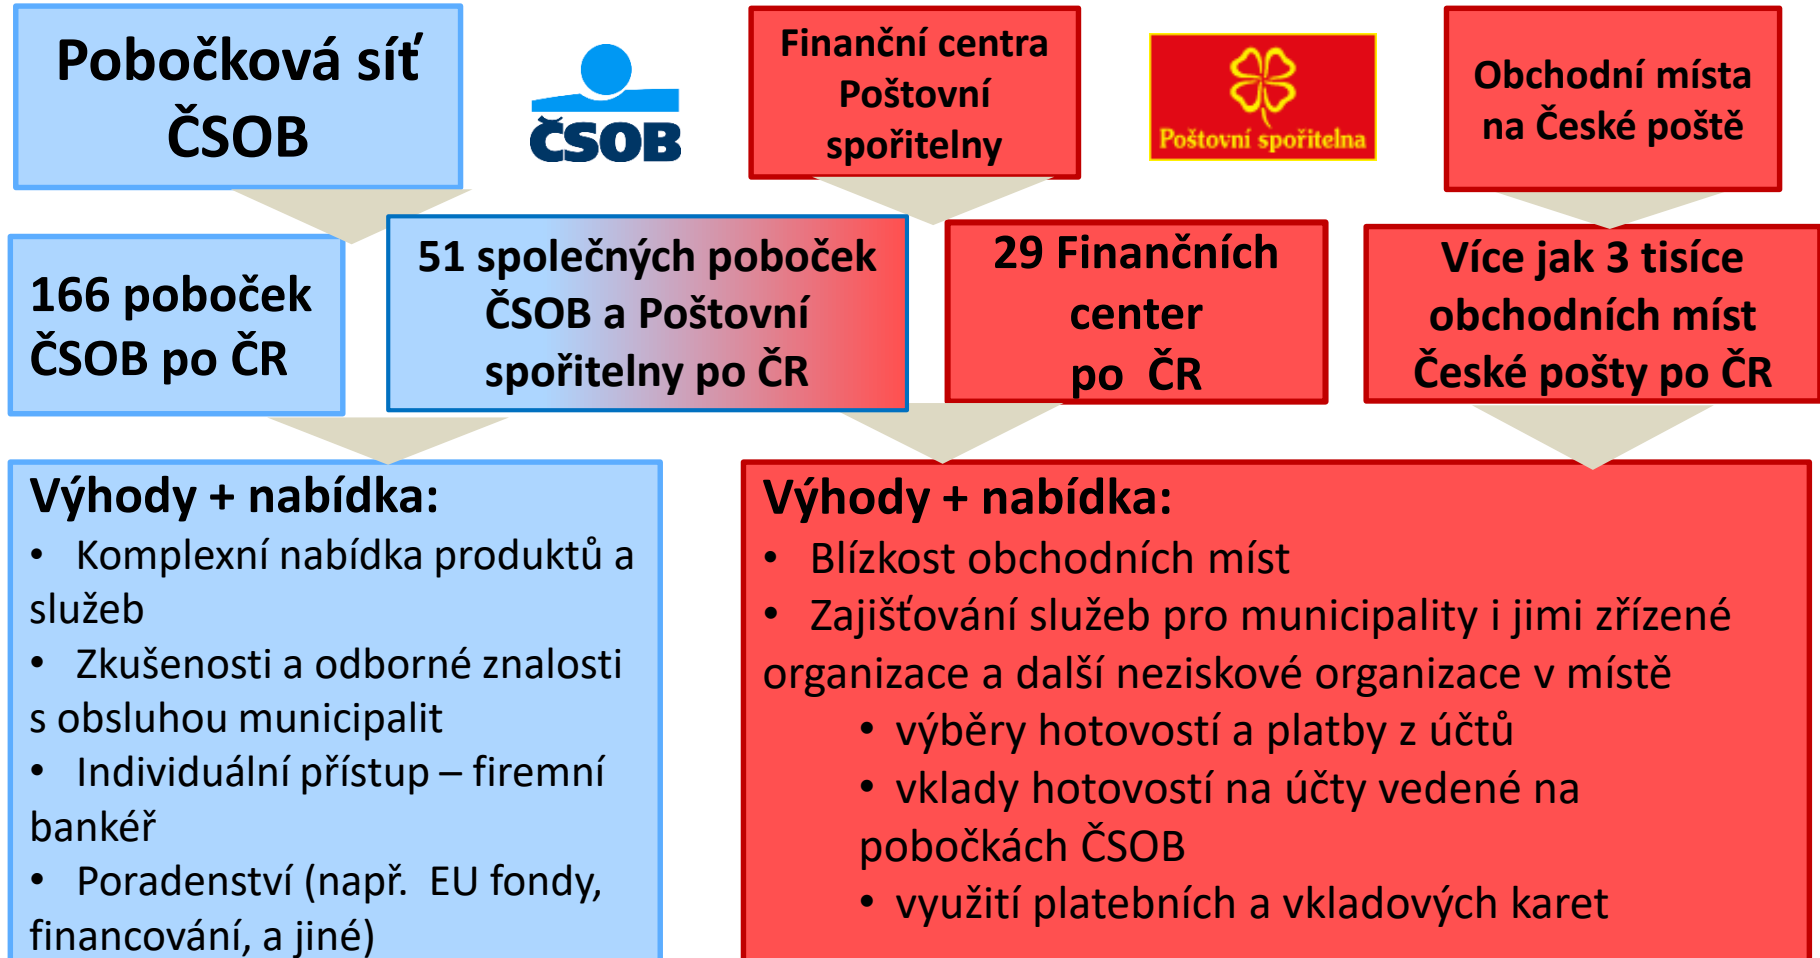 Pobočková síť
ČSOB
ČSOB
Finanční centra
Poštovní
spořitelny
Poštovní spořitelna
Obchodní místa
na České poště
166 poboček
ČSOB po ČR
51 společných poboček
ČSOB a Poštovní
spořitelny po ČR
29 Finančních
center
po ČR
Více jak 3 tisíce
obchodních míst
České pošty po ČR
Výhody + nabídka:
• Komplexní nabídka produktů a
služeb
• Zkušenosti a odborné znalosti
s obsluhou municipalit
• Individuální přístup – firemní
bankéř
• Poradenství (např. EU fondy,
financování, a jiné)
Výhody + nabídka:
• Blízkost obchodních míst
• Zajišťování služeb pro municipality i jimi zřízené
organizace a další neziskové organizace v místě
• výběry hotovostí a platby z účtů
• vklady hotovostí na účty vedené na
pobočkách ČSOB
• využití platebních a vkladových karet